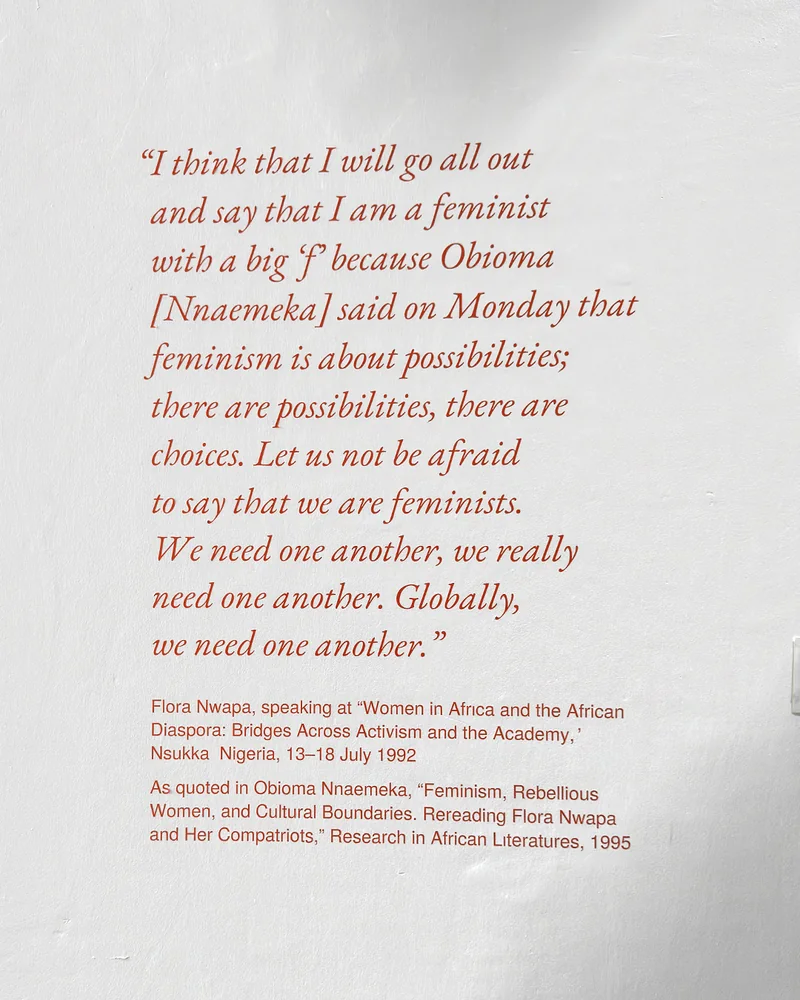 “I think that I will go all out
and say that I am a feminist
with a big ‘f’ because Obioma
[Nnaemeka] said on Monday that
feminism is about possibilities;
there are possibilities, there are
choices. Let us not be afraid
to say that we are feminists.
We need one another, we really
need one another. Globally,
we need one another.”
Flora Nwapa, speaking at “Women in Africa and the African
Diaspora: Bridges Across Activism and the Academy,’
Nsukka Nigeria, 13–18 July 1992
As quoted in Obioma Nnaemeka, “Feminism, Rebellious
Women, and Cultural Boundaries. Rereading Flora Nwapa
and Her Compatriots,” Research in African Literatures, 1995